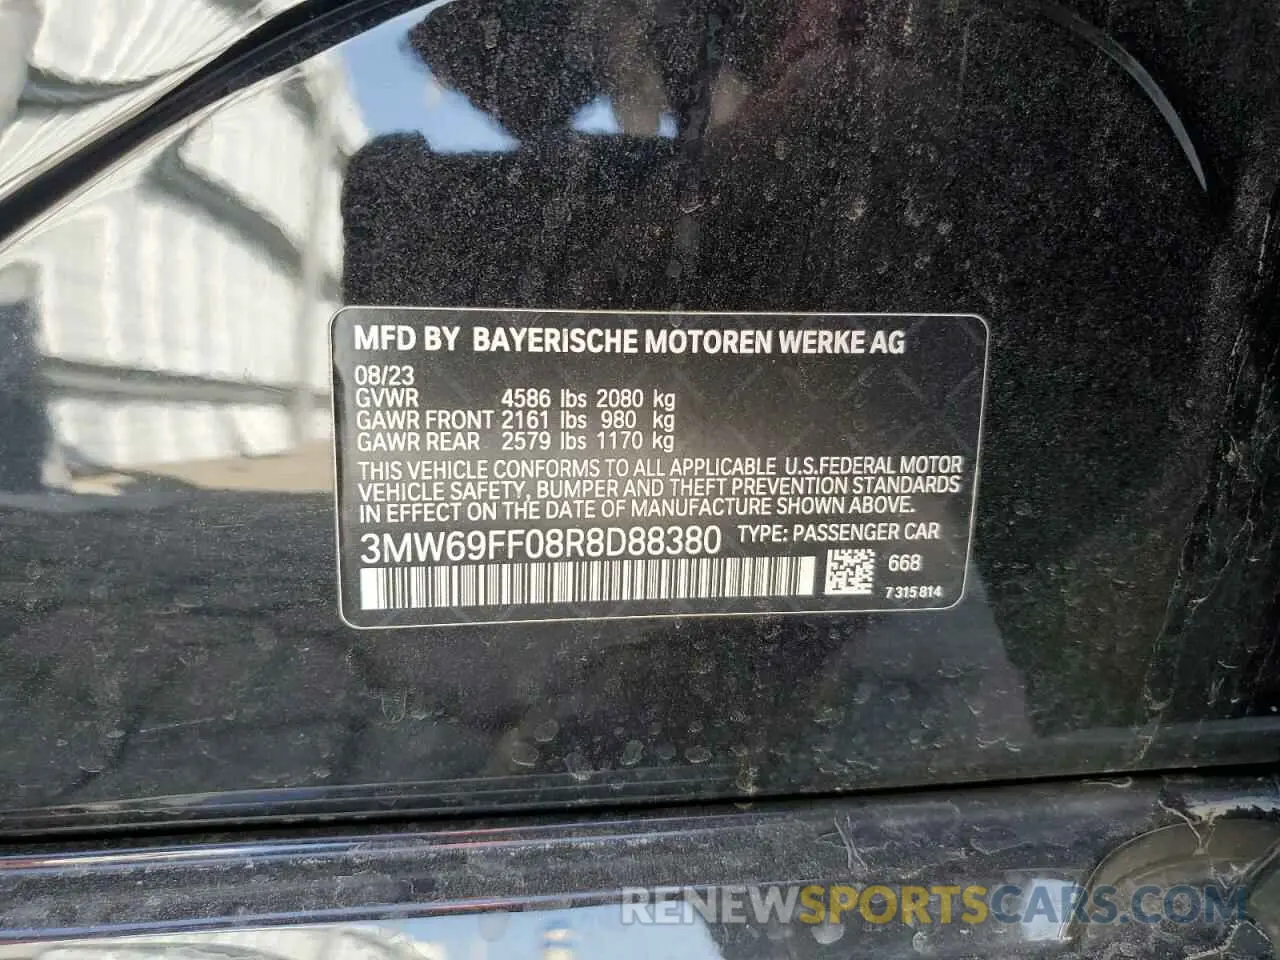 MFD BY BAYERISCHE MOTOREN WERKE AG
08/23
GVWR 4586 lbs 2080 kg
GAWR FRONT 2161 lbs 980 kg
GAWR REAR 2579 lbs 1170 kg
THIS VEHICLE CONFORMS TO ALL APPLICABLE U.S.FEDERAL MOTOR
VEHICLE SAFETY, BUMPER AND THEFT PREVENTION STANDARDS
IN EFFECT ON THE DATE OF MANUFACTURE SHOWN ABOVE.
3MW69FF08R8D88380 TYPE: PASSENGER CAR
668
7 315 814
RENEWSPORTSCARS.COM